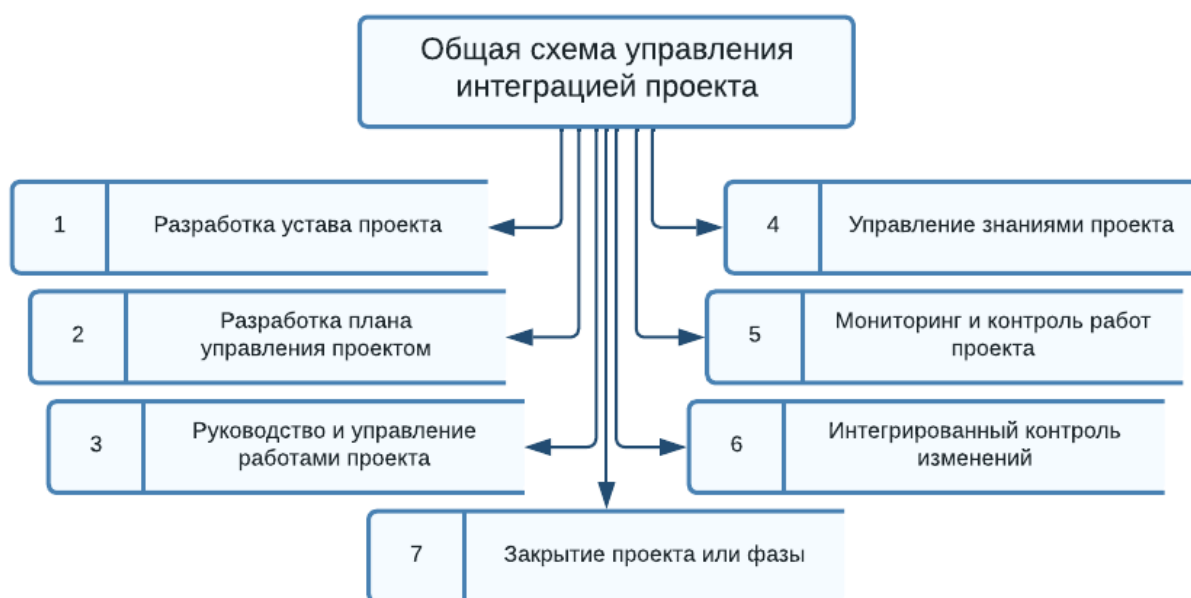 Общая схема управления
интеграцией проекта
1
Разработка устава проекта
2
Разработка плана
управления проектом
3
Руководство и управление
работами проекта
4
Управление знаниями проекта
5
Мониторинг и контроль работ
проекта
6
Интегрированный контроль
изменений
7
Закрытие проекта или фазы